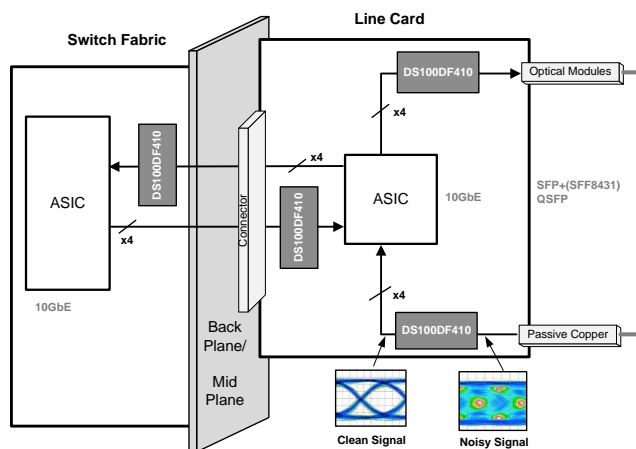 Switch Fabric
Line Card
DS100DF410
Optical Modules
x4
DS100DF410
x4
ASIC
ASIC
10GbE
SFP+(SFF8431)
QSFP
DS100DF410
Connector
x4
10GbE
x4
Back
Plane/
Mid
Plane
DS100DF410
Passive Copper
Clean Signal
Noisy Signal